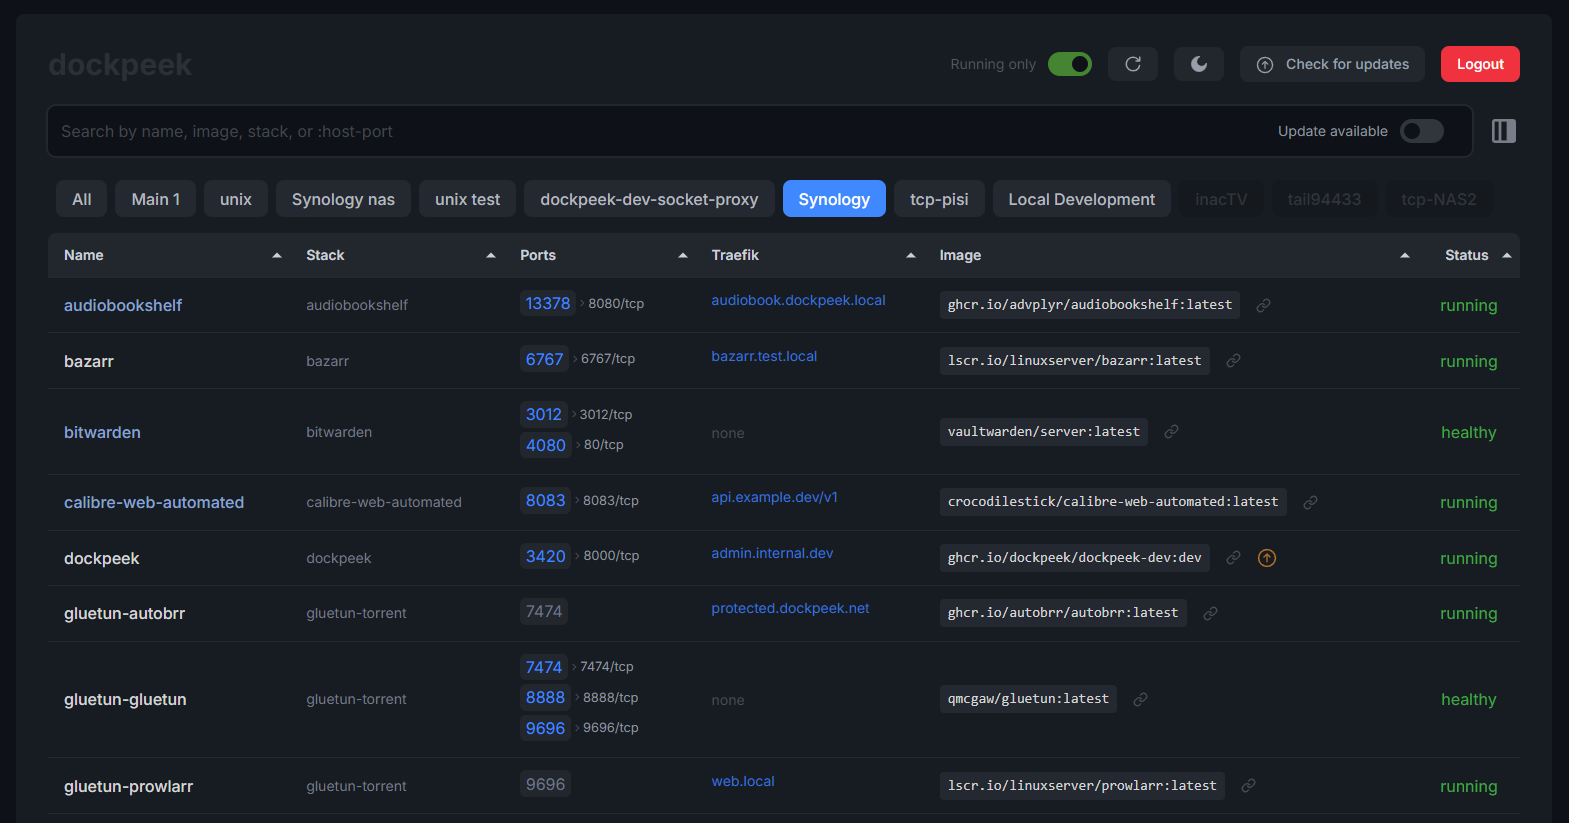 dockpeek
Running only
Check for updates
Logout
Search by name, image, stack, or :host-port
Update available
All Main 1 unix Synology nas unix test dockpeek-dev-socket-proxy Synology tcp-pisi Local Development inacTV tail94433 tcp-NAS2
Name Stack Ports Traefik Image Status
audiobookshelf audiobookshelf 13378 › 8080/tcp audiobook.dockpeek.local ghcr.io/advplyr/audiobookshelf:latest running
bazarr bazarr 6767 › 6767/tcp bazarr.test.local lscr.io/linuxserver/bazarr:latest running
bitwarden bitwarden 3012 › 3012/tcp none vaultwarden/server:latest healthy
4080 › 80/tcp
calibre-web-automated calibre-web-automated 8083 › 8083/tcp api.example.dev/v1 crocodilestick/calibre-web-automated:latest running
dockpeek dockpeek 3420 › 8000/tcp admin.internal.dev ghcr.io/dockpeek/dockpeek-dev:dev running
gluetun-autobrr gluetun-torrent 7474 protected.dockpeek.net ghcr.io/autobrr/autobrr:latest running
gluetun-gluetun gluetun-torrent 7474 › 7474/tcp none qmcgaw/gluetun:latest healthy
8888 › 8888/tcp
9696 › 9696/tcp
gluetun-prowlarr gluetun-torrent 9696 web.local lscr.io/linuxserver/prowlarr:latest running